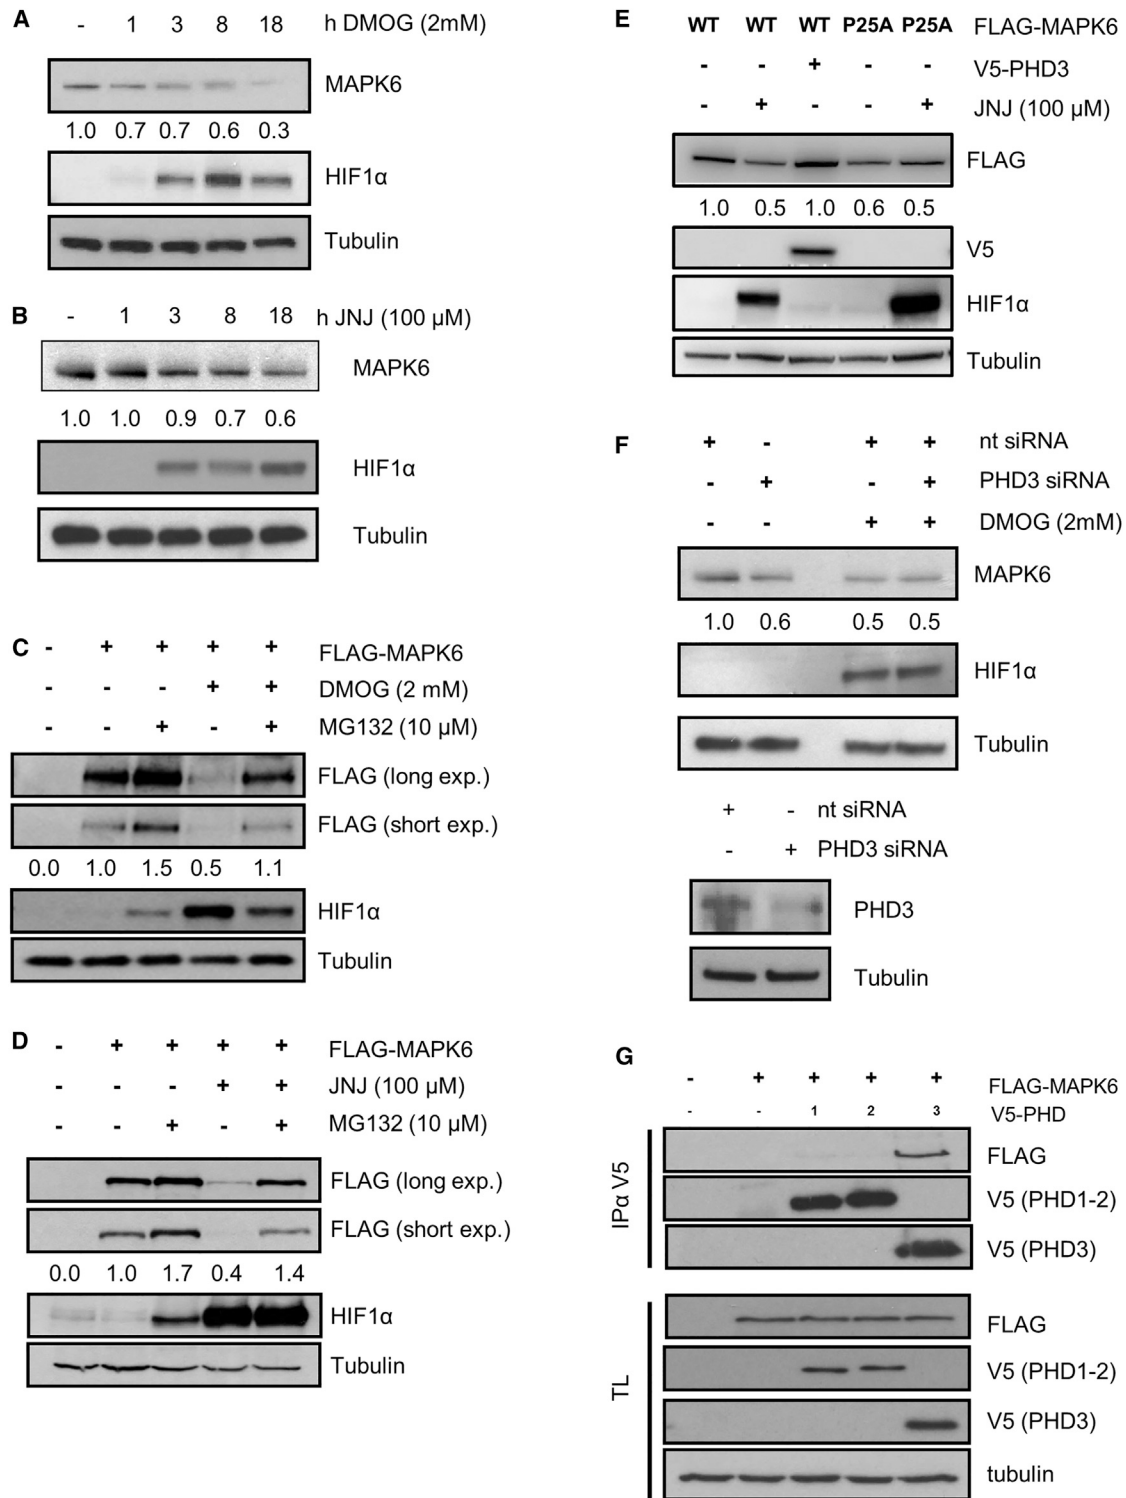 A
- 1 3 8 18 h DMOG (2mM)
MAPK6
1.0 0.7 0.7 0.6 0.3
HIF1α
Tubulin
B
- 1 3 8 18 h JNJ (100 µM)
MAPK6
1.0 1.0 0.9 0.7 0.6
HIF1α
Tubulin
C
- + + + + FLAG-MAPK6
- - - + + DMOG (2 mM)
- - + - + MG132 (10 µM)
FLAG (long exp.)
FLAG (short exp.)
0.0 1.0 1.5 0.5 1.1
HIF1α
Tubulin
D
- + + + + FLAG-MAPK6
- - - + + JNJ (100 µM)
- - + - + MG132 (10 µM)
FLAG (long exp.)
FLAG (short exp.)
0.0 1.0 1.7 0.4 1.4
HIF1α
Tubulin
E
WT WT WT P25A P25A FLAG-MAPK6
- - + - - V5-PHD3
- + - - + JNJ (100 µM)
FLAG
1.0 0.5 1.0 0.6 0.5
V5
HIF1α
Tubulin
F
+ - + + nt siRNA
- + - + PHD3 siRNA
- - + + DMOG (2mM)
MAPK6
1.0 0.6 0.5 0.5
HIF1α
Tubulin
+ - nt siRNA
- + PHD3 siRNA
PHD3
Tubulin
G
- + + + + FLAG-MAPK6
- - 1 2 3 V5-PHD
IPα V5
FLAG
V5 (PHD1-2)
V5 (PHD3)
TL
FLAG
V5 (PHD1-2)
V5 (PHD3)
tubulin